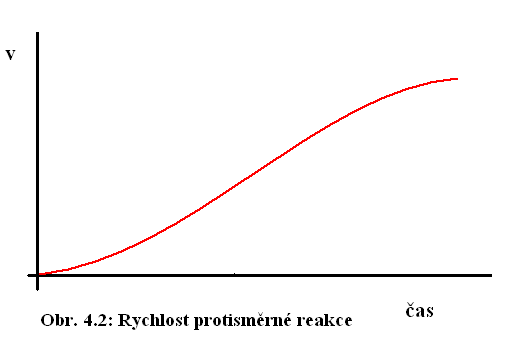 v
čas
Obr. 4.2: Rychlost protisměrné reakce